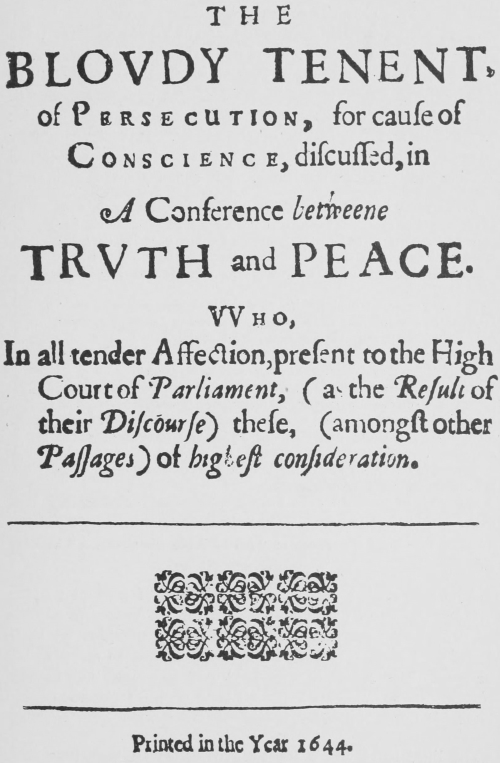 THE
BLOVDY TENENT,
of PERSECUTION, for cauſe of
CONSCIENCE, diſcuſſed, in
A Conference betweene
TRVTH and PEACE.
VVHO,
In all tender Affection, preſent to the High
Court of Parliament, (as the Reſult of
their Diſcourſe) theſe, (amongſt other
Paſſages) of higheſt conſideration.
Printed in the Year 1644.